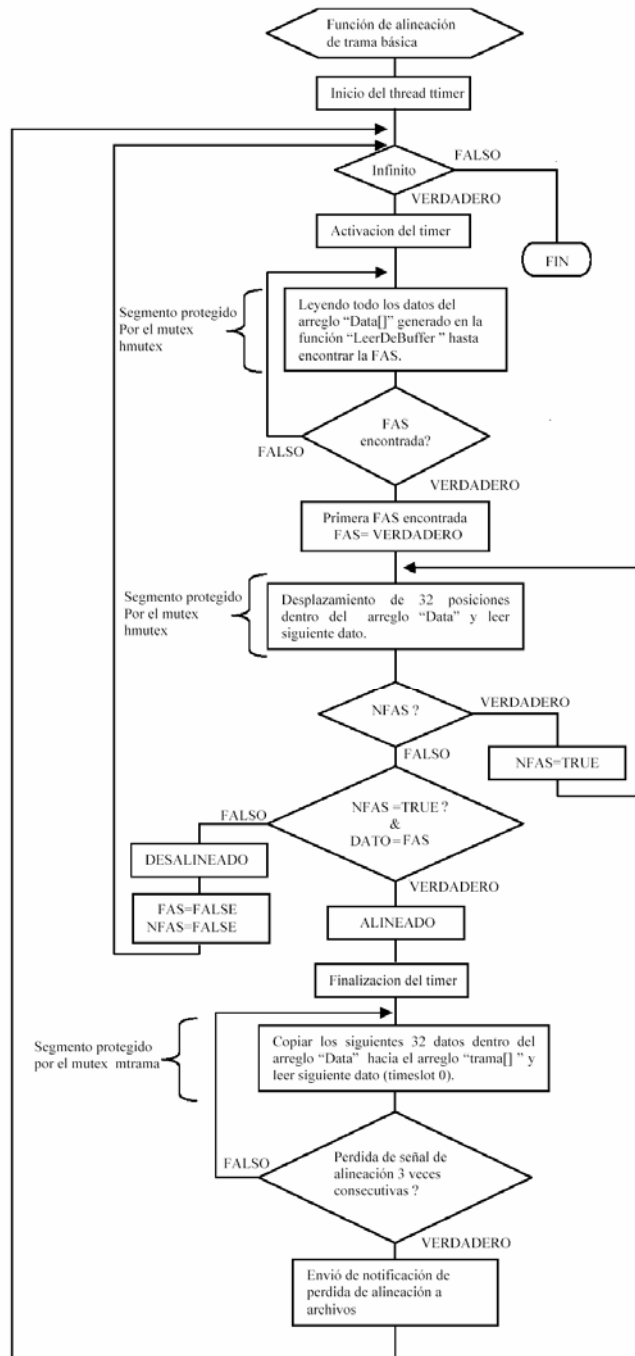 Función de alineación
de trama básica
Inicio del thread ttimer
Infinito
FALSO
VERDADERO
Activacion del timer
FIN
Segmento protegido
Por el mutex
hmutex
Leyendo todo los datos del
arreglo “Data[]” generado en la
función “LeerDeBuffer ” hasta
encontrar la FAS.
FAS
encontrada?
FALSO
VERDADERO
Primera FAS encontrada
FAS= VERDADERO
Segmento protegido
Por el mutex
hmutex
Desplazamiento de 32 posiciones
dentro del arreglo “Data” y leer
siguiente dato.
NFAS ?
VERDADERO
NFAS=TRUE
FALSO
NFAS =TRUE ?
&
DATO=FAS
FALSO
DESALINEADO
FAS=FALSE
NFAS=FALSE
VERDADERO
ALINEADO
Finalizacion del timer
Segmento protegido
por el mutex mtrama
Copiar los siguientes 32 datos dentro del
arreglo “Data” hacia el arreglo “trama[] ” y
leer siguiente dato (timeslot 0).
Perdida de señal de
alineación 3 veces
consecutivas ?
FALSO
VERDADERO
Envió de notificación de
perdida de alineación a
archivos